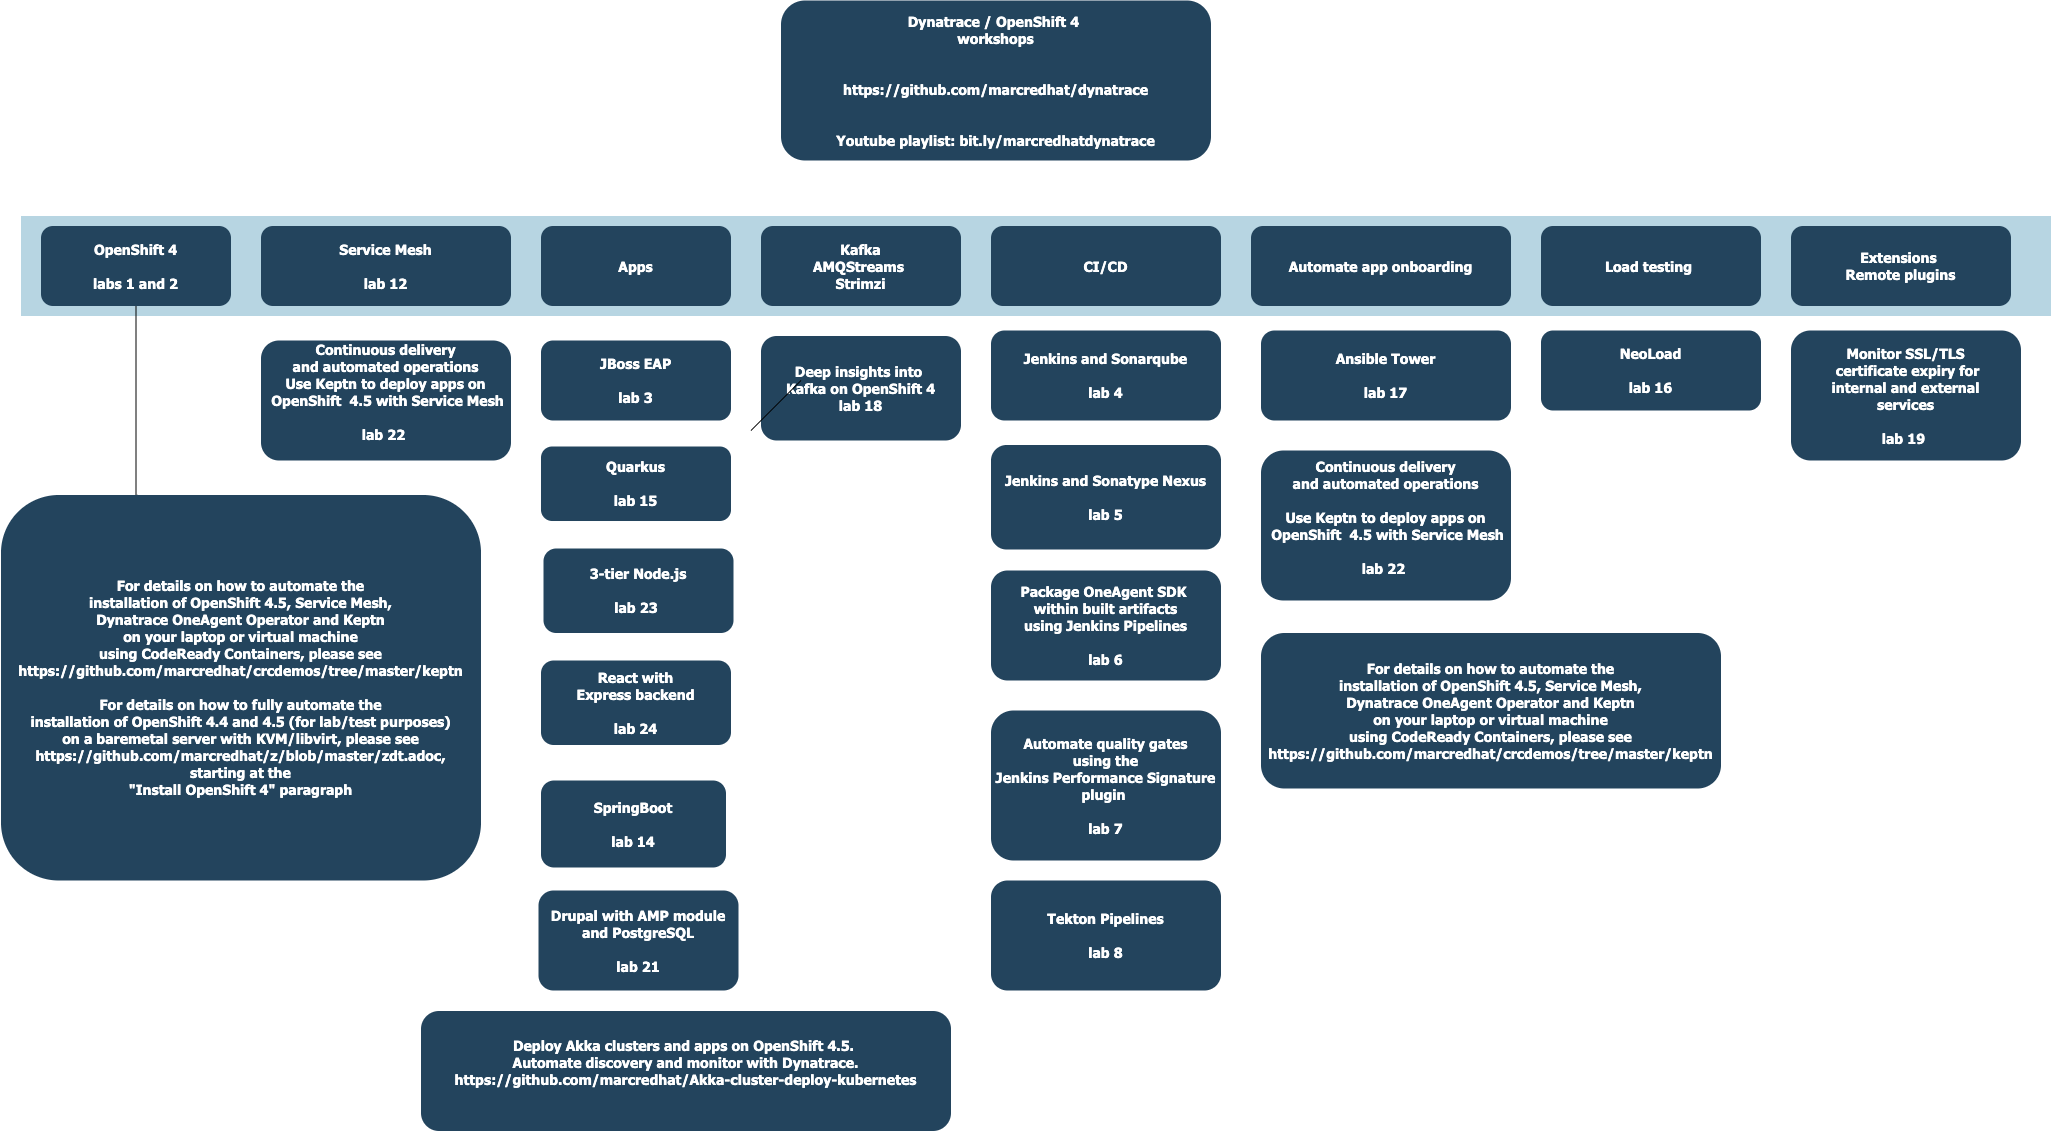 Dynatrace / OpenShift 4
workshops
https://github.com/marcredhat/dynatrace
Youtube playlist: bit.ly/marcredhatdynatrace
OpenShift 4
labs 1 and 2
Service Mesh
lab 12
Apps
Kafka
AMQStreams
Strimzi
CI/CD
Automate app onboarding
Load testing
Extensions
Remote plugins
Continuous delivery
and automated operations
Use Keptn to deploy apps on
OpenShift  4.5 with Service Mesh
lab 22
JBoss EAP
lab 3
Deep insights into
Kafka on OpenShift 4
lab 18
Jenkins and Sonarqube
lab 4
Ansible Tower
lab 17
NeoLoad
lab 16
Monitor SSL/TLS
certificate expiry for
internal and external
services
lab 19
Quarkus
lab 15
Jenkins and Sonatype Nexus
lab 5
Continuous delivery
and automated operations
Use Keptn to deploy apps on
OpenShift  4.5 with Service Mesh
lab 22
For details on how to automate the
installation of OpenShift 4.5, Service Mesh,
Dynatrace OneAgent Operator and Keptn
on your laptop or virtual machine
using CodeReady Containers, please see
https://github.com/marcredhat/crcdemos/tree/master/keptn
For details on how to fully automate the
installation of OpenShift 4.4 and 4.5 (for lab/test purposes)
on a baremetal server with KVM/libvirt, please see
https://github.com/marcredhat/z/blob/master/zdt.adoc,
starting at the
"Install OpenShift 4" paragraph
3-tier Node.js
lab 23
Package OneAgent SDK
within built artifacts
using Jenkins Pipelines
lab 6
For details on how to automate the
installation of OpenShift 4.5, Service Mesh,
Dynatrace OneAgent Operator and Keptn
on your laptop or virtual machine
using CodeReady Containers, please see
https://github.com/marcredhat/crcdemos/tree/master/keptn
React with
Express backend
lab 24
Automate quality gates
using the
Jenkins Performance Signature
plugin
lab 7
SpringBoot
lab 14
Drupal with AMP module
and PostgreSQL
lab 21
Tekton Pipelines
lab 8
Deploy Akka clusters and apps on OpenShift 4.5.
Automate discovery and monitor with Dynatrace.
https://github.com/marcredhat/Akka-cluster-deploy-kubernetes